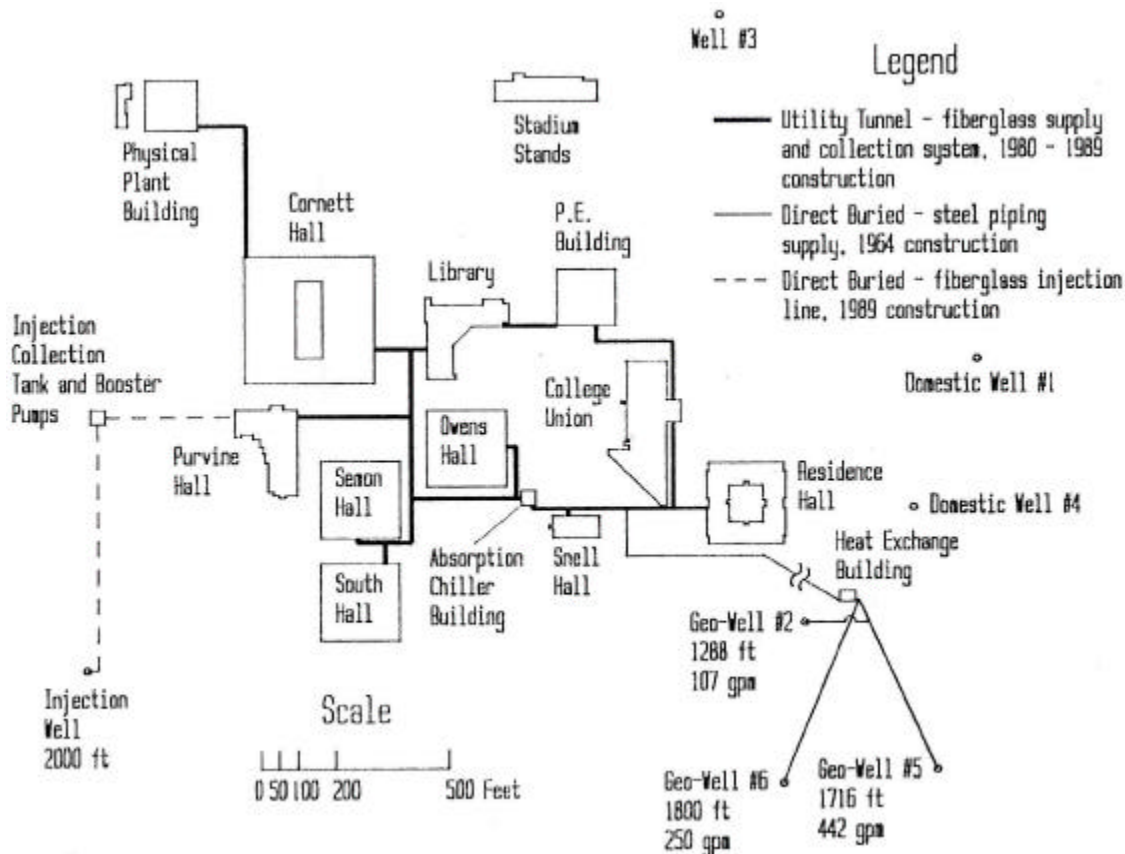 Well #3
Legend
Utility Tunnel - fiberglass supply
and collection system, 1980 - 1989
construction
Direct Buried - steel piping
supply, 1964 construction
Direct Buried - fiberglass injection
line, 1989 construction
Stadium
Stands
Physical
Plant
Building
Cornett
Hall
P.E.
Building
Library
Injection
Collection
Tank and Booster
Pumps
Domestic Well #1
College
Union
Owens
Hall
Purvine
Hall
Semon
Hall
Residence
Hall
Domestic Well #4
Heat Exchange
Building
Absorption
Chiller
Building
Snell
Hall
South
Hall
Geo-Well #2
1288 ft
107 gpm
Injection
Well
2000 ft
Scale
0 50 100 200 500 Feet
Geo-Well #6
1800 ft
250 gpm
Geo-Well #5
1716 ft
442 gpm